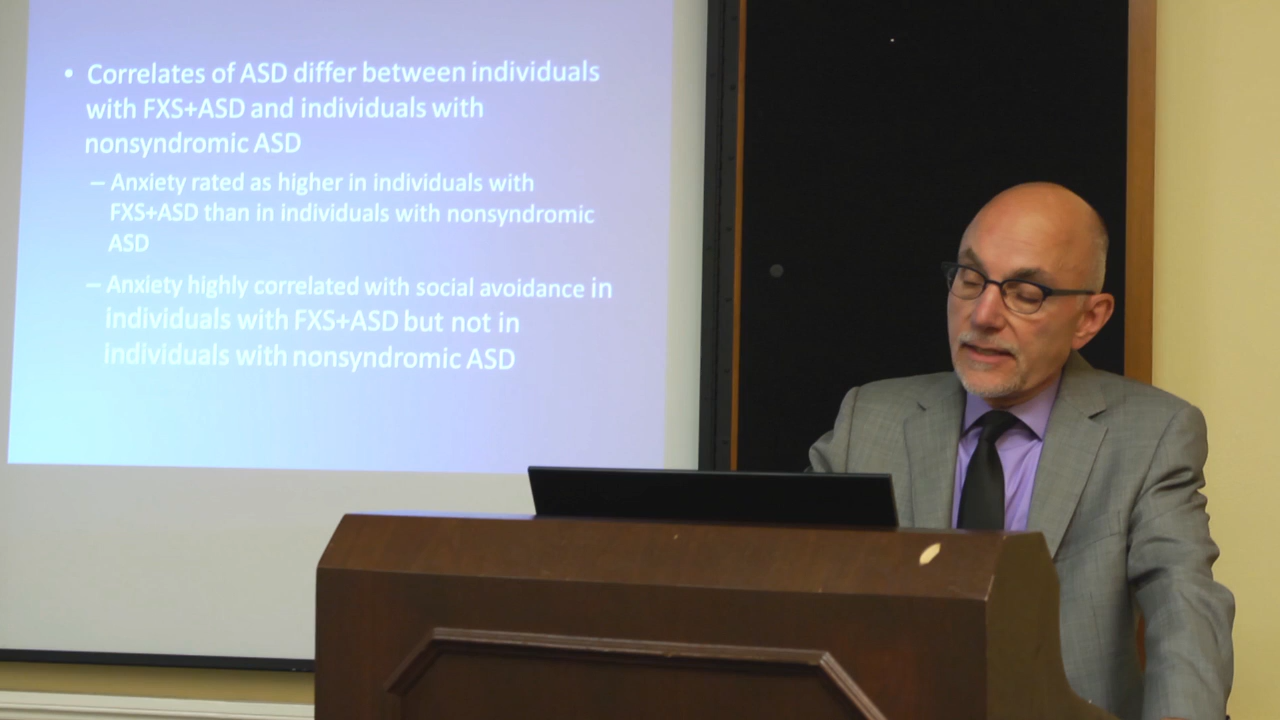 • Correlates of ASD differ between individuals
with FXS+ASD and individuals with
nonsyndromic ASD
– Anxiety rated as higher in individuals with
FXS+ASD than in individuals with nonsyndromic
ASD
– Anxiety highly correlated with social avoidance in
individuals with FXS+ASD but not in
individuals with nonsyndromic ASD